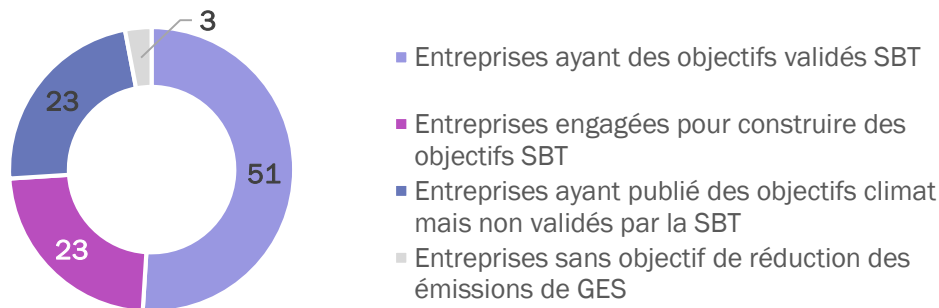 3
23
51
23
Entreprises ayant des objectifs validés SBT
Entreprises engagées pour construire des
objectifs SBT
Entreprises ayant publié des objectifs climat
mais non validés par la SBT
Entreprises sans objectif de réduction des
émissions de GES